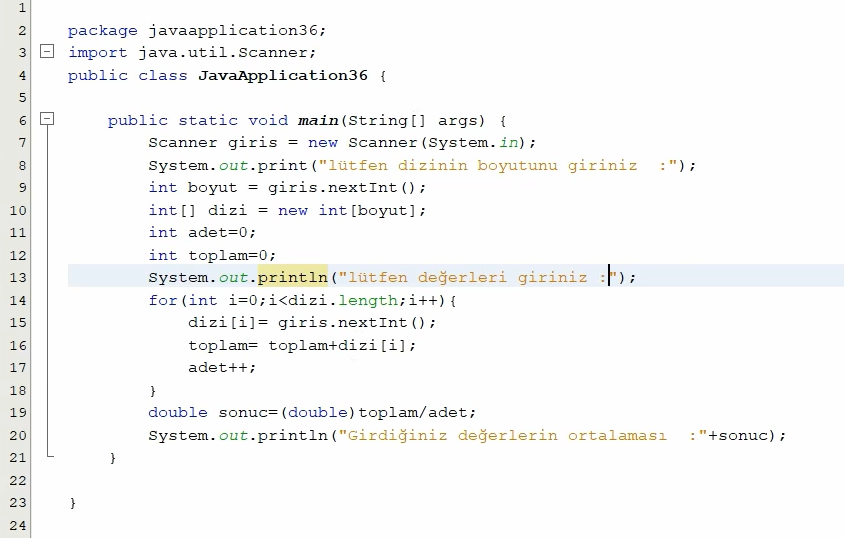 1
2 package javaapplication36;
3 import java.util.Scanner;
4 public class JavaApplication36 {
5
6 public static void main(String[] args) {
7 Scanner giris = new Scanner(System.in);
8 System.out.print("lütfen dizinin boyutunu giriniz  :");
9 int boyut = giris.nextInt();
10 int[] dizi = new int[boyut];
11 int adet=0;
12 int toplam=0;
13 System.out.println("lütfen değerleri giriniz :");
14 for(int i=0;i<dizi.length;i++){
15 dizi[i]= giris.nextInt();
16 toplam= toplam+dizi[i];
17 adet++;
18 }
19 double sonuc=(double)toplam/adet;
20 System.out.println("Girdiğiniz değerlerin ortalaması  :"+sonuc);
21 }
22
23 }
24